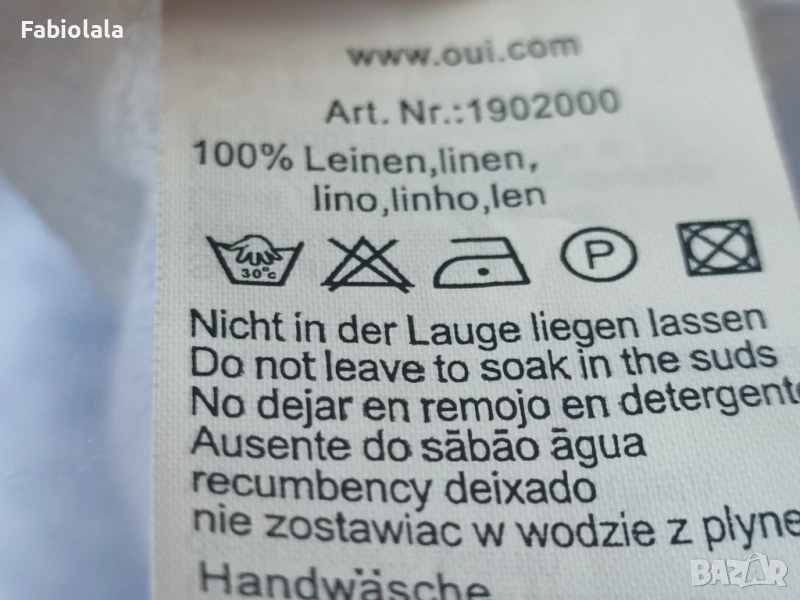 Fabiolala
www.oui.com
Art. Nr.:1902000
100% Leinen,linen,
lino,linho,len
30°c
P
Nicht in der Lauge liegen lassen
Do not leave to soak in the suds
No dejar en remojo en detergente
Ausente do sãbão āgua
recumbency deixado
nie zostawiac w wodzie z plyne
Handwäsche
BAZAR